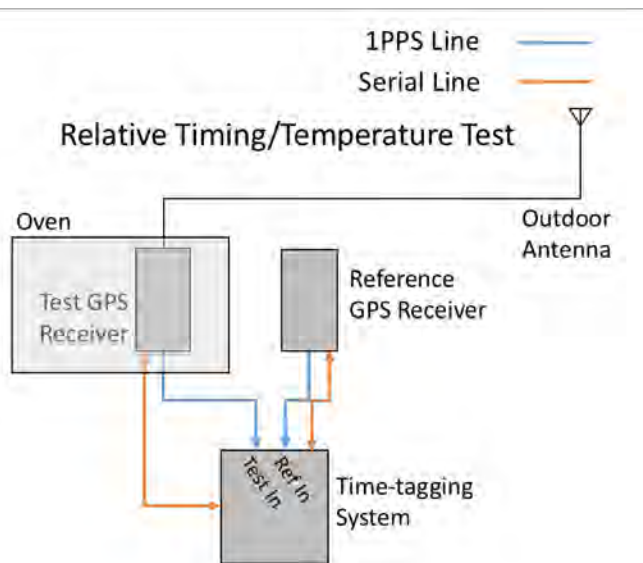 1PPS Line
Serial Line
Relative Timing/Temperature Test
Oven
Outdoor
Antenna
Test GPS
Receiver
Reference
GPS Receiver
Test In
Ref In
Time-tagging
System